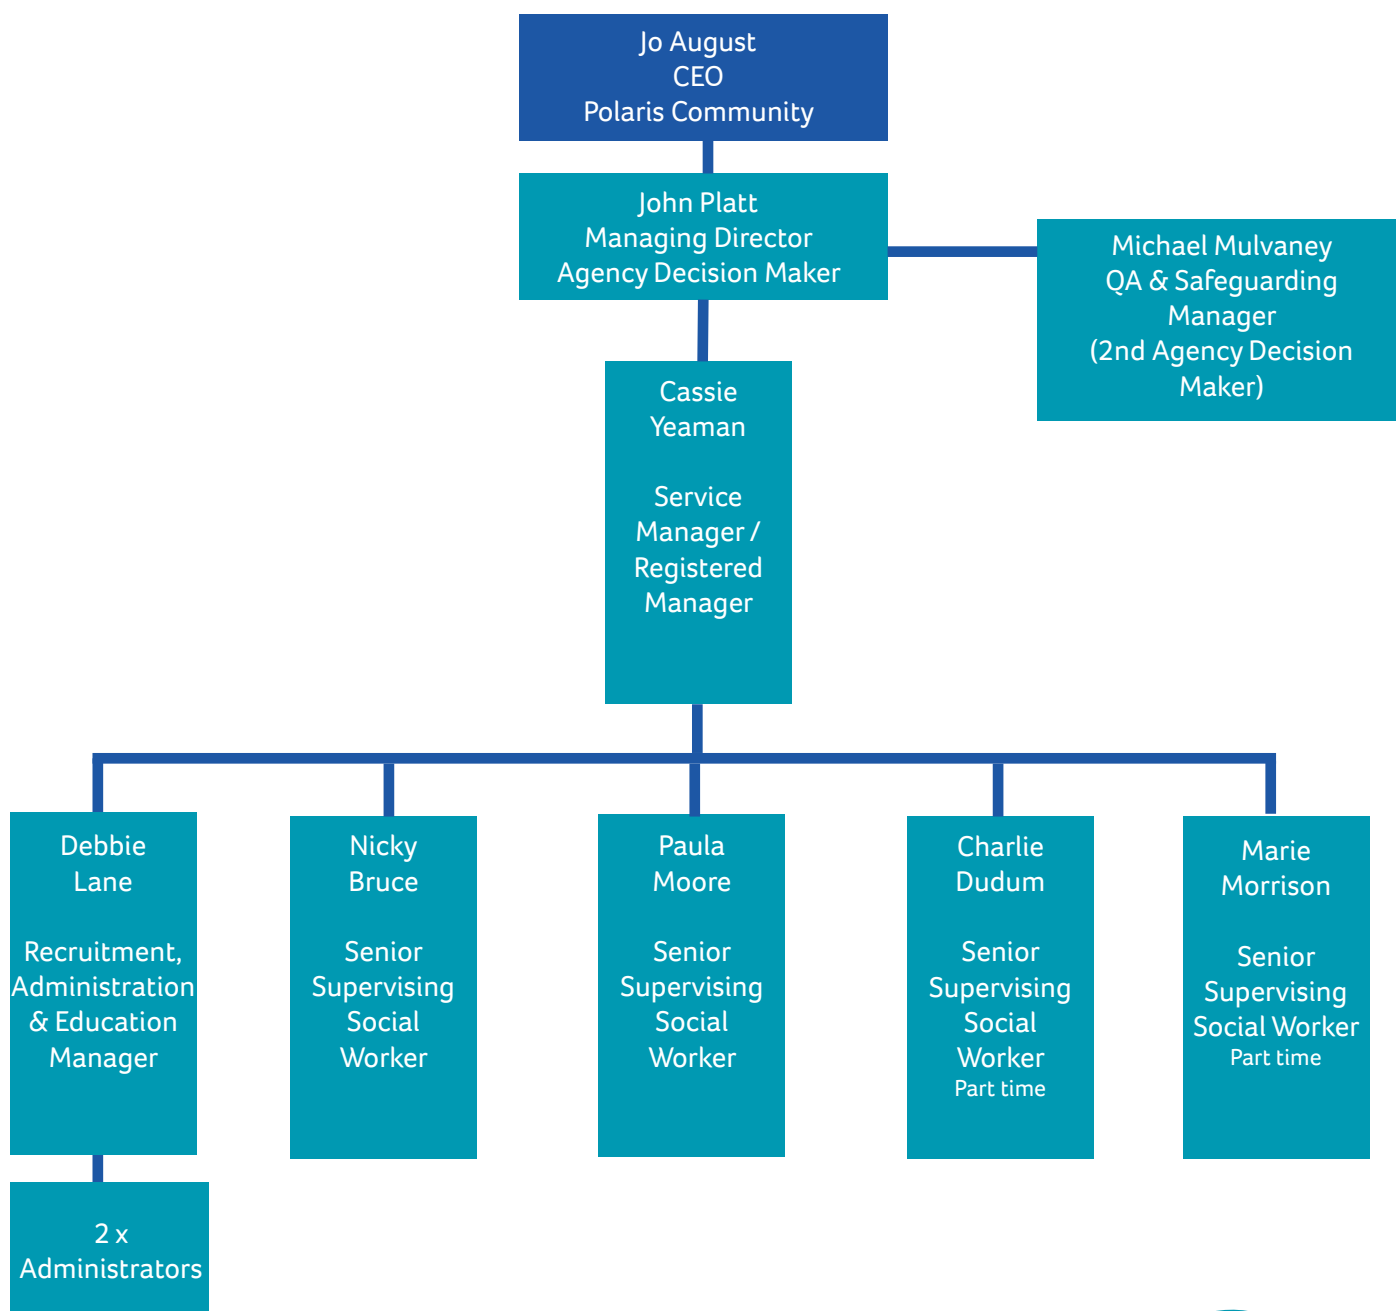 Jo August
CEO
Polaris Community
John Platt
Managing Director
Agency Decision Maker
Michael Mulvaney
QA & Safeguarding
Manager
(2nd Agency Decision
Maker)
Cassie
Yeaman
Service
Manager /
Registered
Manager
Debbie
Lane
Recruitment,
Administration
& Education
Manager
Nicky
Bruce
Senior
Supervising
Social
Worker
Paula
Moore
Senior
Supervising
Social
Worker
Charlie
Dudum
Senior
Supervising
Social
Worker
Part time
Marie
Morrison
Senior
Supervising
Social Worker
Part time
2 x
Administrators